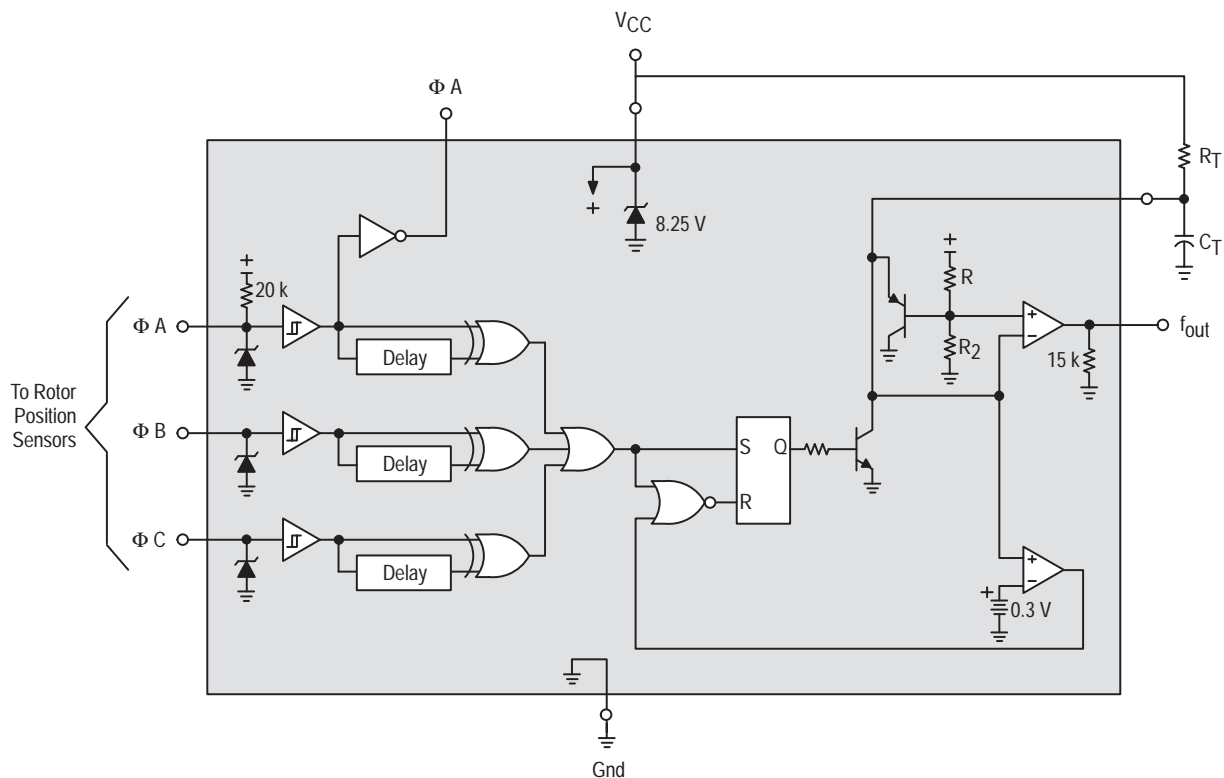 VCC
Φ A
RT
CT
+
8.25 V
+
20 k
+
R
R2
Φ A
Delay
+
−
15 k
fout
To Rotor
Position
Sensors
Φ B
Delay
S Q
R
Φ C
Delay
+
−
+
0.3 V
Gnd